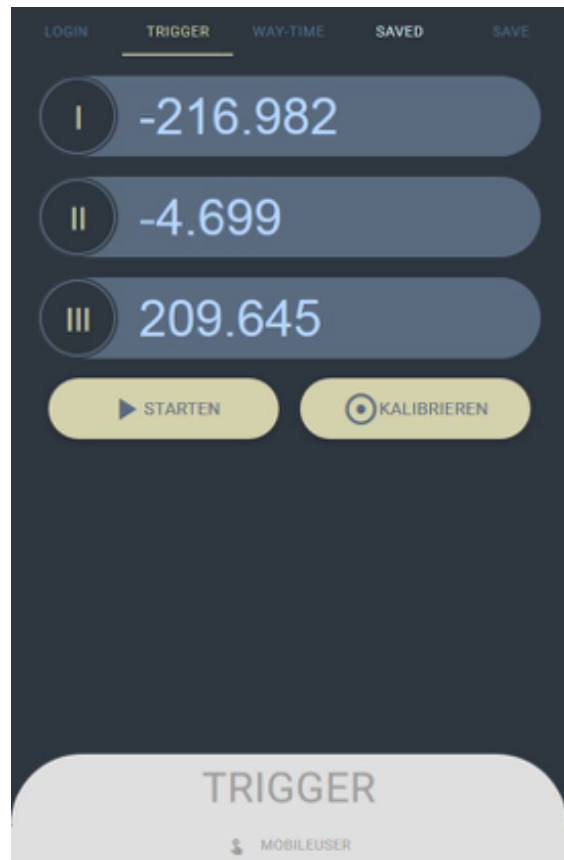 LOGIN TRIGGER WAY-TIME SAVED SAVE
I -216.982
II -4.699
III 209.645
STARTEN KALIBRIEREN
TRIGGER
MOBILEUSER